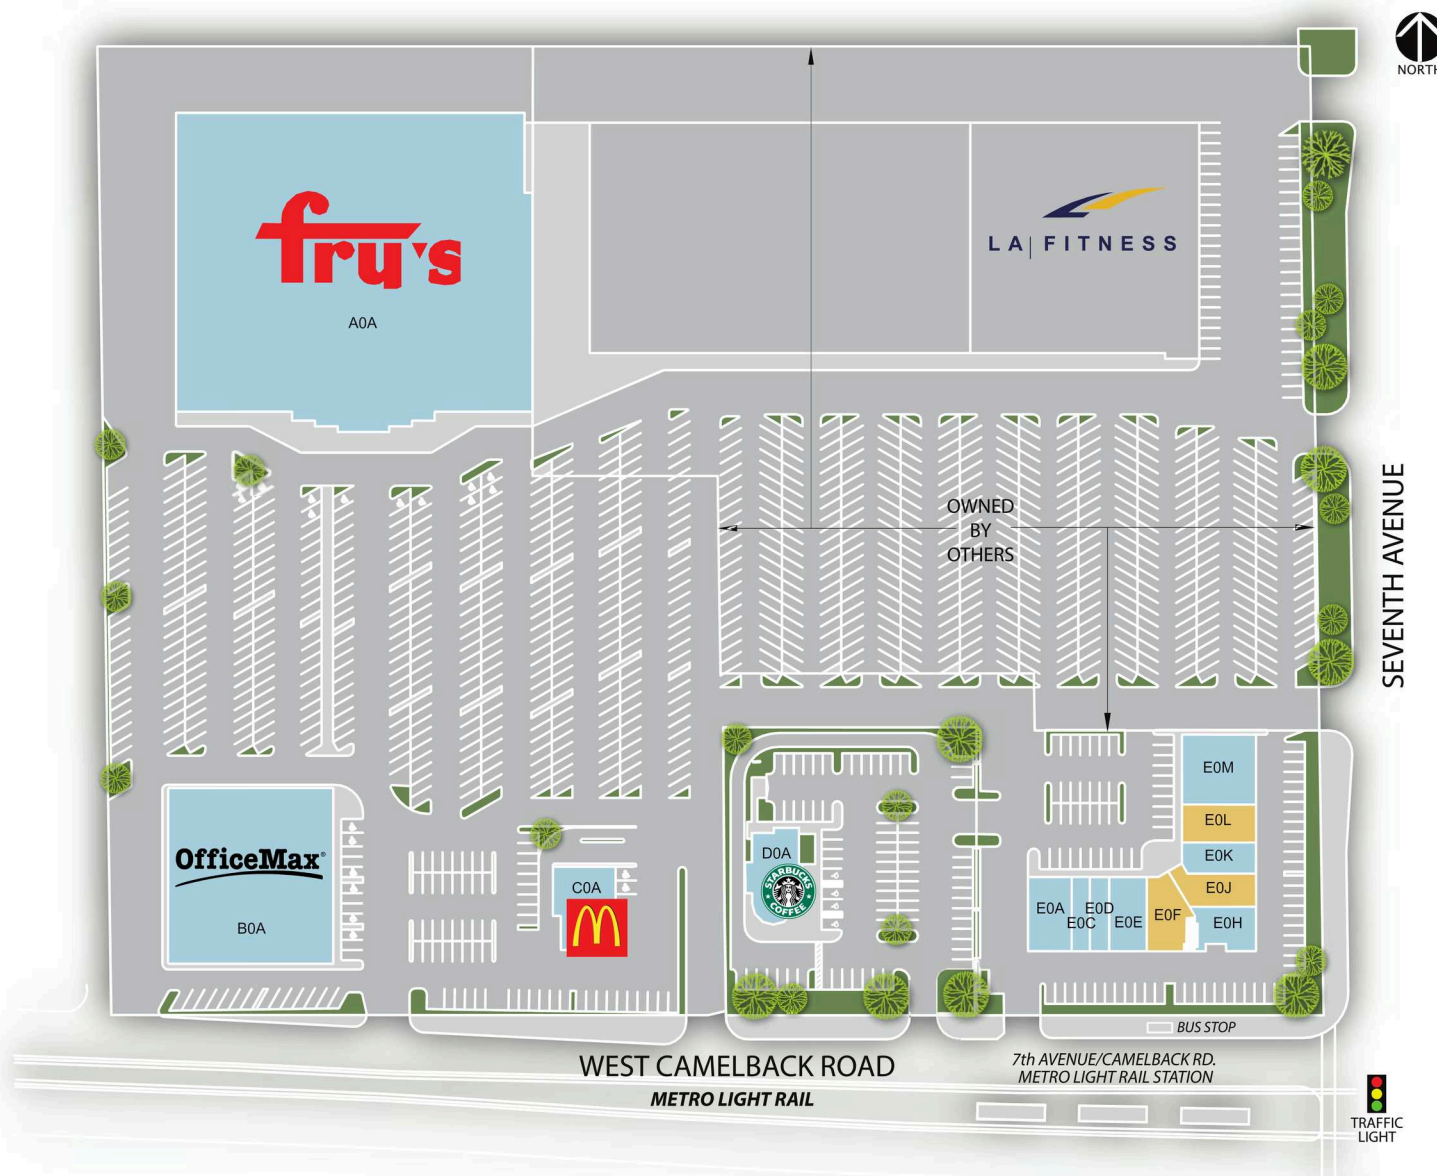 NORTH
fru's
A0A
LA FITNESS
OWNED
BY
OTHERS
SEVENTH AVENUE
E0M
E0L
E0K
E0J
E0H
E0A
E0C
E0D
E0E
E0F
D0A
STARBUCKS
COFFEE
C0A
OfficeMax®
B0A
BUS STOP
WEST CAMELBACK ROAD
METRO LIGHT RAIL
7th AVENUE/CAMELBACK RD.
METRO LIGHT RAIL STATION
TRAFFIC
LIGHT